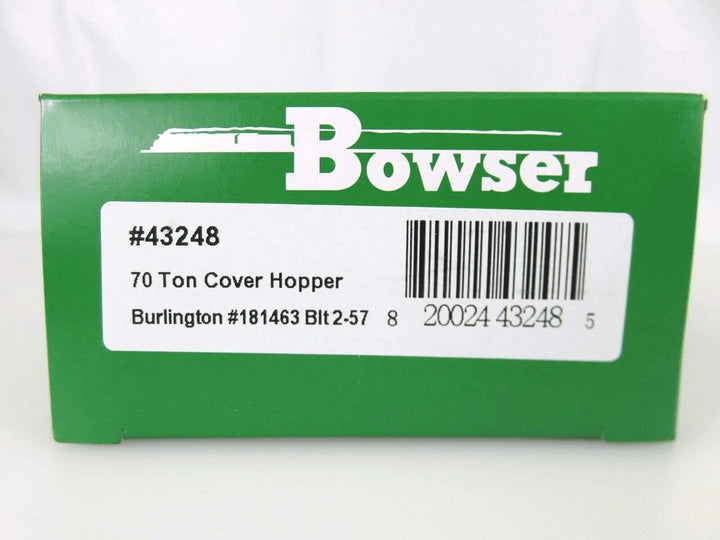 Bowser
#43248
70 Ton Cover Hopper
Burlington #181463 Blt 2-57
8 20024 43248 5